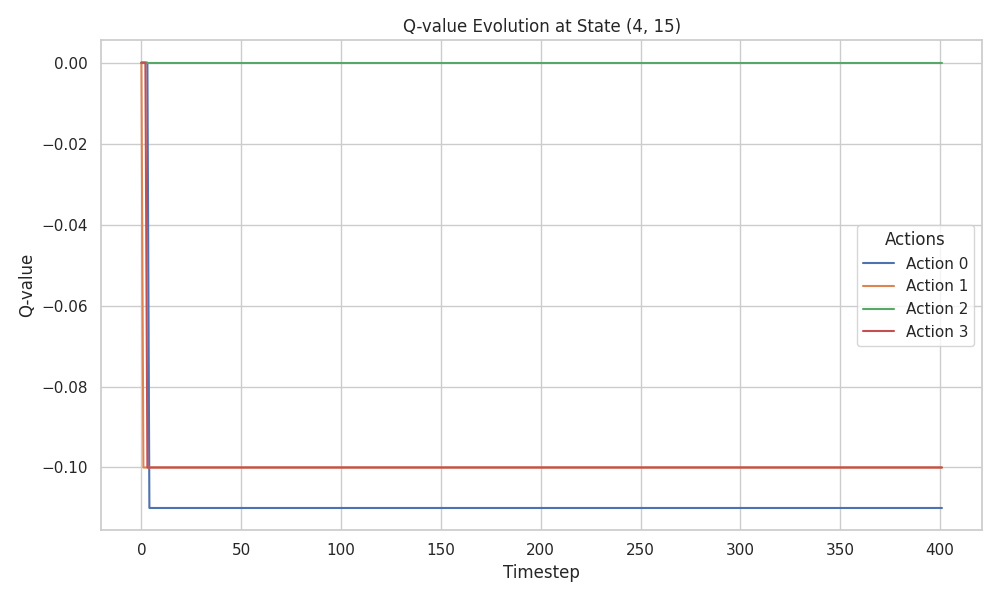 Q-value Evolution at State (4, 15)
0.00
−0.02
−0.04
−0.06
−0.08
−0.10
Q-value
Actions
Action 0
Action 1
Action 2
Action 3
0 50 100 150 200 250 300 350 400
Timestep